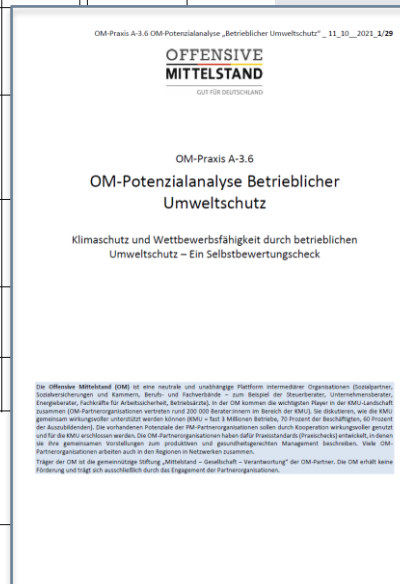 OM-Praxis A-3.6 OM-Potenzialanalyse „Betrieblicher Umweltschutz" _ 11_10__2021_1/29
OFFENSIVE
MITTELSTAND
GUT FÜR DEUTSCHLAND
OM-Praxis A-3.6
OM-Potenzialanalyse Betrieblicher
Umweltschutz
Klimaschutz und Wettbewerbsfähigkeit durch betrieblichen
Umweltschutz – Ein Selbstbewertungscheck
Die Offensive Mittelstand (OM) ist eine neutrale und unabhängige Plattform intermediärer Organisationen (Sozialpartner,
Sozialversicherungen und Kammern, Berufs- und Fachverbände – zum Beispiel der Steuerberater, Unternehmensberater,
Energieberater, Fachkräfte für Arbeitssicherheit, Betriebsärzte). In der OM kommen die wichtigsten Player in der KMU-Landschaft
zusammen (OM-Partnerorganisationen vertreten rund 200 000 Berater:innen im Bereich der KMU). Sie diskutieren, wie die KMU
gemeinsam wirkungsvoller unterstützt werden können (KMU = fast 3 Millionen Betriebe, 70 Prozent der Beschäftigten, 60 Prozent
der Auszubildenden). Die vorhandenen Potenziale der PM-Partnerorganisationen sollen durch Kooperation wirkungsvoller genutzt
und für die KMU erschlossen werden. Die OM-Partnerorganisationen haben dafür Praxisstandards (Praxischecks) entwickelt, in denen
sie ihre gemeinsamen Vorstellungen zum produktiven und gesundheitsgerechten Management beschreiben. Viele OM-
Partnerorganisationen arbeiten auch in den Regionen in Netzwerken zusammen.
Träger der OM ist die gemeinnützige Stiftung „Mittelstand – Gesellschaft – Verantwortung" der OM-Partner. Die OM erhält keine
Förderung und trägt sich ausschließlich durch das Engagement der Partnerorganisationen.